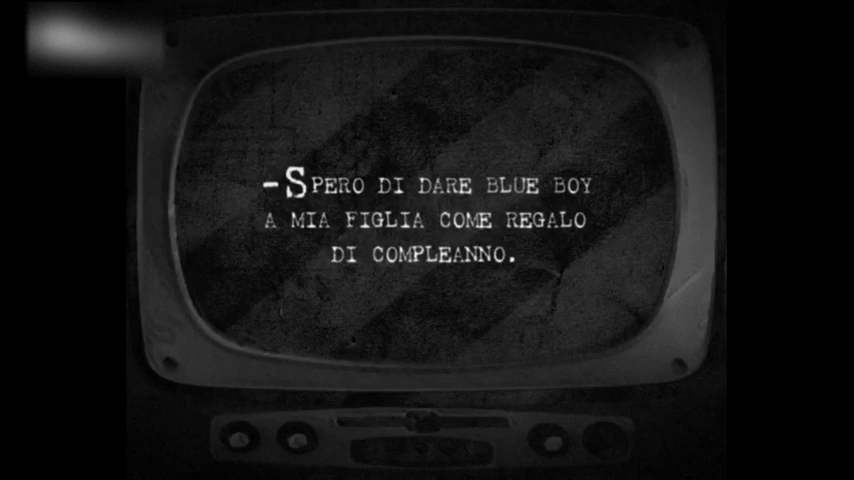 -Spero di dare Blue Boy
a mia figlia come regalo
di compleanno.